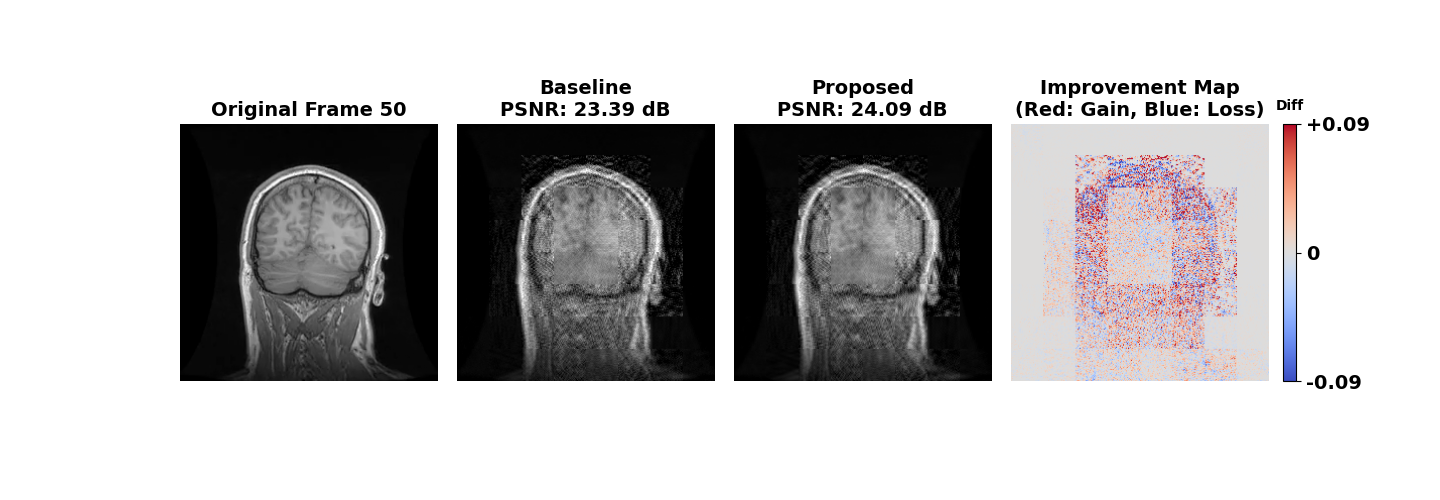 Original Frame 50
Baseline
PSNR: 23.39 dB
Proposed
PSNR: 24.09 dB
Improvement Map
(Red: Gain, Blue: Loss)
Diff
+0.09
0
-0.09